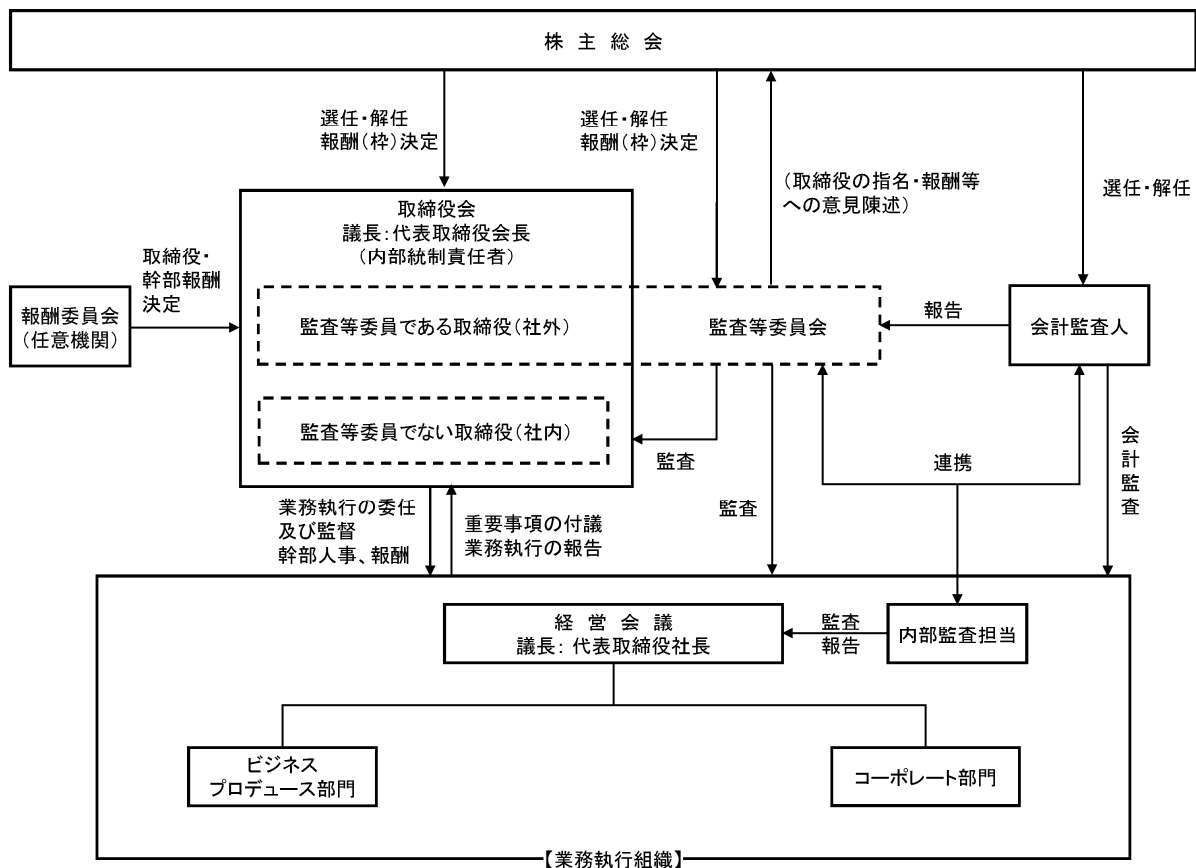 株 主 総 会
選任・解任
報酬(枠)決定
選任・解任
報酬(枠)決定
(取締役の指名・報酬等
への意見陳述)
選任・解任
取締役会
議長:代表取締役会長
(内部統制責任者)
取締役・
幹部報酬
決定
報酬委員会
(任意機関)
監査等委員である取締役(社外)
監査等委員会
報告
会計監査人
監査等委員でない取締役(社内)
監査
連携
会計監査
業務執行の委任
及び監督
幹部人事、報酬
重要事項の付議
業務執行の報告
監査
経 営 会 議
議長: 代表取締役社長
監査
報告
内部監査担当
ビジネス
プロデュース部門
コーポレート部門
【業務執行組織】